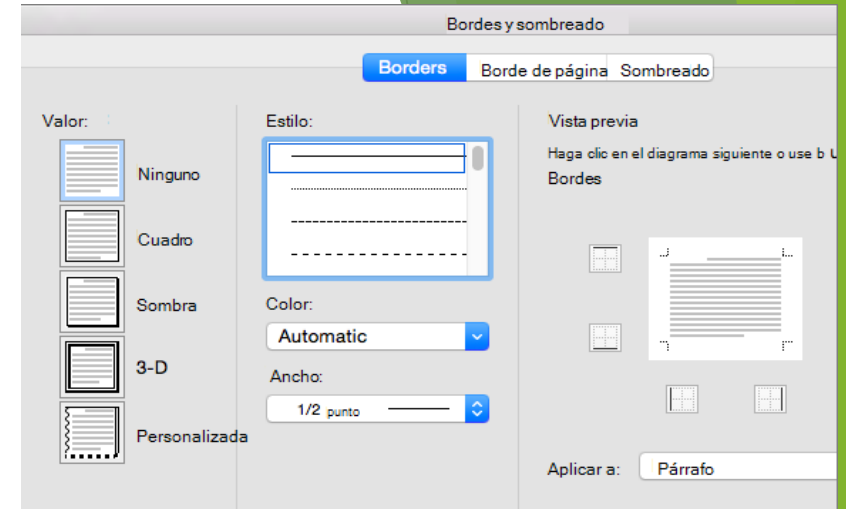 Bordes y sombreado
Borders Borde de página Sombreado
Valor:
Ninguno
Cuadro
Sombra
3-D
Personalizada
Estilo:
Color:
Automatic
Ancho:
1/2 punto
Vista previa
Haga clic en el diagrama siguiente o use b
Bordes
Aplicar a: Párrafo